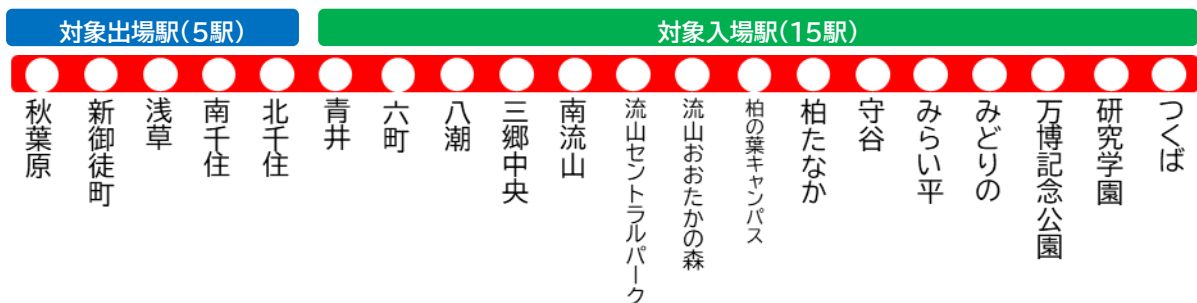 対象出場駅(5駅)
対象入場駅(15駅)
秋葉原
新御徒町
浅草
南千住
北千住
青井
六町
八潮
三郷中央
南流山
流山セントラルパーク
流山おおたかの森
柏の葉キャンパス
柏たなか
守谷
みらい平
みどりの
万博記念公園
研究学園
つくば